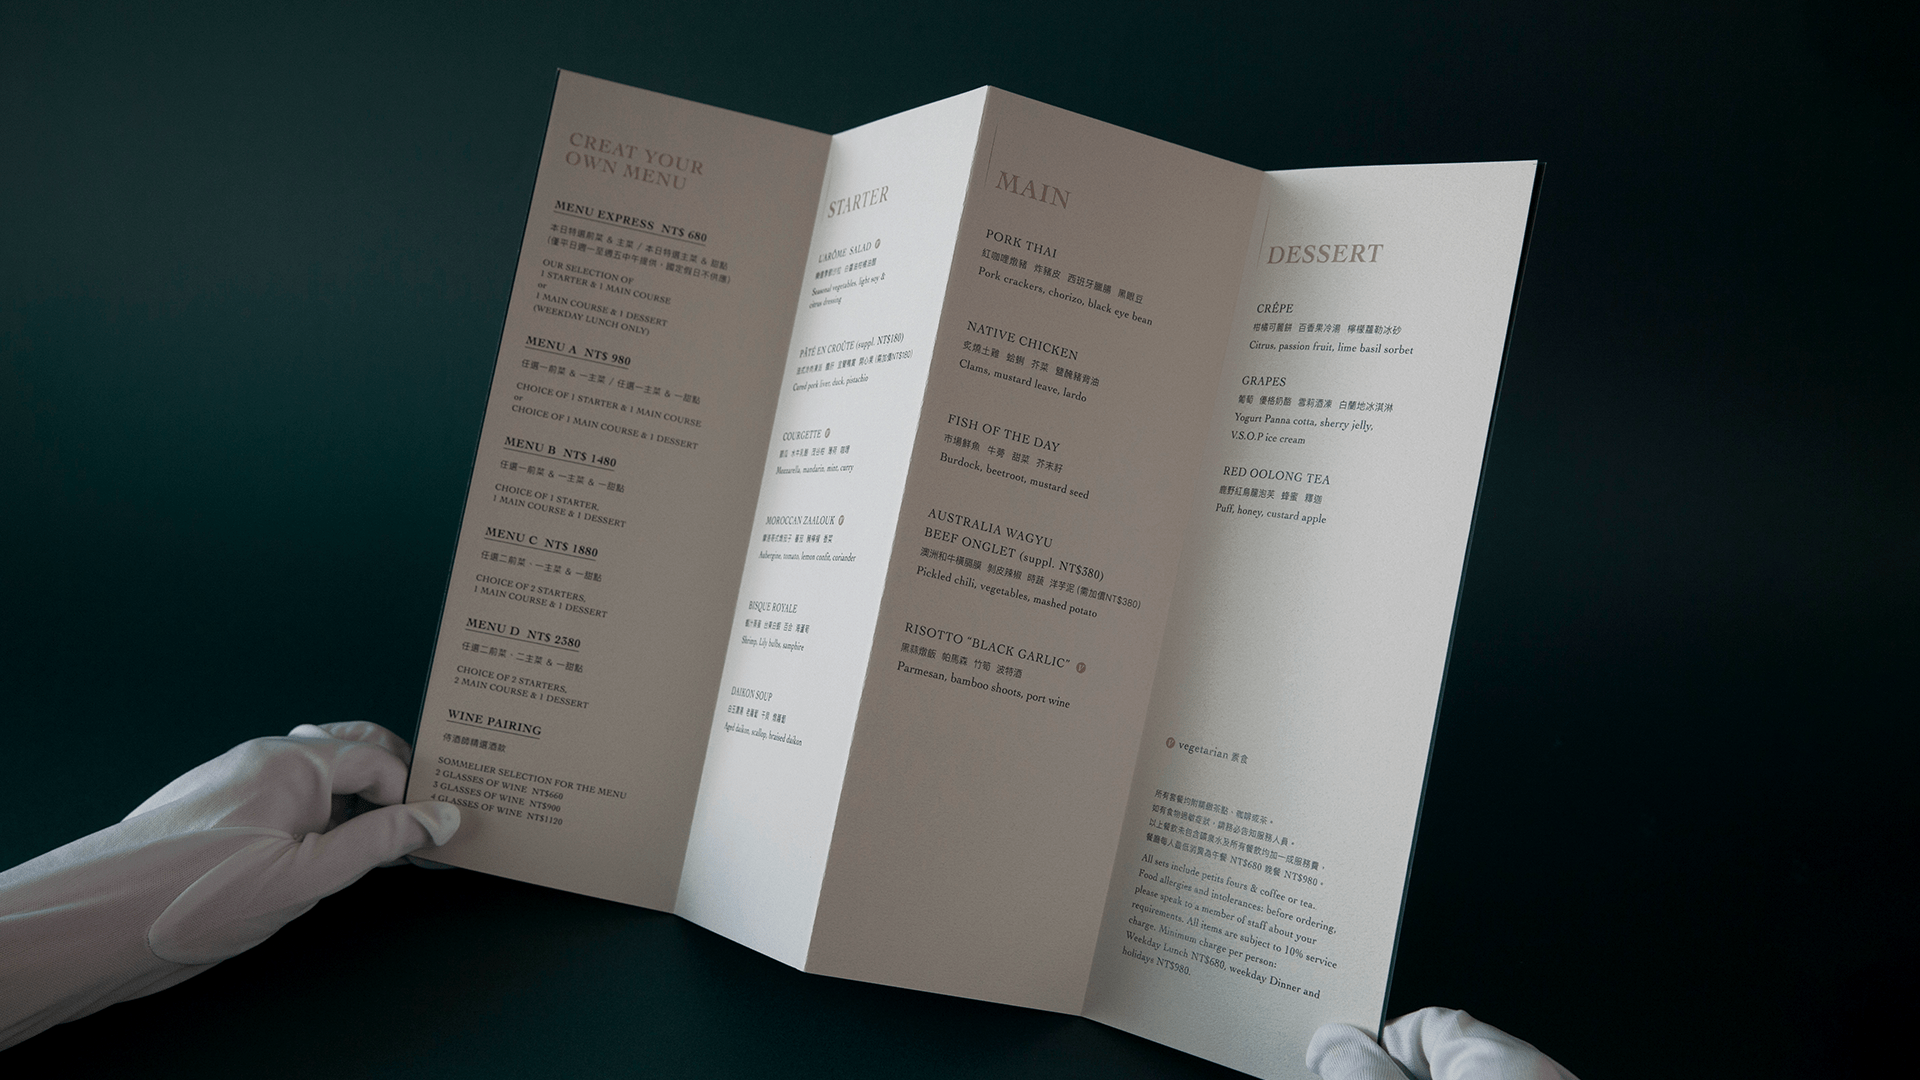 CREAT YOUR
OWN MENU
MENU EXPRESS NT$ 680
本日特選前菜 & 主菜 / 本日特選主菜 & 甜點
(僅平日週一至週五中午提供，國定假日不供應)
OUR SELECTION OF
1 STARTER & 1 MAIN COURSE
or
1 MAIN COURSE & 1 DESSERT
(WEEKDAY LUNCH ONLY)
MENU A NT$ 980
任選一前菜 & 一主菜 / 任選一主菜 & 一甜點
CHOICE OF 1 STARTER & 1 MAIN COURSE
or
CHOICE OF 1 MAIN COURSE & 1 DESSERT
MENU B NT$ 1480
任選一前菜 & 一主菜 & 一甜點
CHOICE OF 1 STARTER,
1 MAIN COURSE & 1 DESSERT
MENU C NT$ 1880
任選二前菜、一主菜 & 一甜點
CHOICE OF 2 STARTERS,
1 MAIN COURSE & 1 DESSERT
MENU D NT$ 2380
任選二前菜、二主菜 & 一甜點
CHOICE OF 2 STARTERS,
2 MAIN COURSE & 1 DESSERT
WINE PAIRING
侍酒師精選酒款
SOMMELIER SELECTION FOR THE MENU
2 GLASSES OF WINE NT$660
3 GLASSES OF WINE NT$900
4 GLASSES OF WINE NT$1120
STARTER
L'ARÔME SALAD
Seasonal vegetables, light soy &
citrus dressing
PÂTÉ EN CROÛTE (suppl. NT$180)
(需加價NT$180)
Cured pork liver, duck, pistachio
COURGETTE
Mozzarella, mandarin, mint, curry
MOROCCAN ZAALOUK
Aubergine, tomato, lemon confit, coriander
BISQUE ROYALE
Shrimp, Lily bulbs, samphire
DAIKON SOUP
Aged daikon, scallop, braised daikon
MAIN
PORK THAI
紅咖哩燉豬 炸豬皮 西班牙臘腸 黑眼豆
Pork crackers, chorizo, black eye bean
NATIVE CHICKEN
炙燒土雞 蛤蜊 芥菜 鹽醃豬背油
Clams, mustard leave, lardo
FISH OF THE DAY
市場鮮魚 牛蒡 甜菜 芥末籽
Burdock, beetroot, mustard seed
AUSTRALIA WAGYU
BEEF ONGLET (suppl. NT$380)
澳洲和牛橫膈膜 剝皮辣椒 時蔬 洋芋泥 (需加價NT$380)
Pickled chili, vegetables, mashed potato
RISOTTO “BLACK GARLIC”
黑蒜燉飯 帕馬森 竹筍 波特酒
Parmesan, bamboo shoots, port wine
DESSERT
CRÊPE
柑橘可麗餅 百香果冷湯 檸檬蘿勒冰砂
Citrus, passion fruit, lime basil sorbet
GRAPES
葡萄 優格奶酪 雪莉酒凍 白蘭地冰淇淋
Yogurt Panna cotta, sherry jelly,
V.S.O.P ice cream
RED OOLONG TEA
鹿野紅烏龍泡芙 蜂蜜 釋迦
Puff, honey, custard apple
vegetarian 素食
所有套餐均附精緻茶點、咖啡或茶。
如有食物過敏症狀，請務必告知服務人員。
以上餐飲未包含礦泉水及所有餐飲均加一成服務費，
餐廳每人最低消費為午餐 NT$680 晚餐 NT$980。
All sets include petits fours & coffee or tea.
Food allergies and intolerances: before ordering,
please speak to a member of staff about your
requirements. All items are subject to 10% service
charge. Minimum charge per person:
Weekday Lunch NT$680, weekday Dinner and
holidays NT$980.